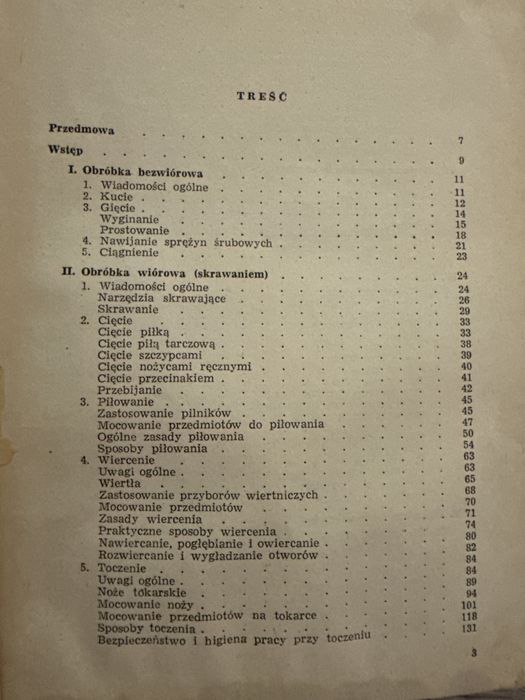 TREŚĆ
Przedmowa . . . . . . . . . . . . 7
Wstęp . . . . . . . . . . . . 9
I. Obróbka bezwiórowa . . . . . . . . . . 11
1. Wiadomości ogólne . . . . . . . . . . 11
2. Kucie . . . . . . . . . . . . 12
3. Gięcie . . . . . . . . . . . . 14
Wyginanie . . . . . . . . . . . 15
Prostowanie . . . . . . . . . . . 18
4. Nawijanie sprężyn śrubowych . . . . . . . . 21
5. Ciągnienie . . . . . . . . . . . 23
II. Obróbka wiórowa (skrawaniem) . . . . . . . . 24
1. Wiadomości ogólne . . . . . . . . . . 24
Narzędzia skrawające . . . . . . . . . . 26
Skrawanie . . . . . . . . . . . 29
2. Cięcie . . . . . . . . . . . . 33
Cięcie piłką . . . . . . . . . . . 33
Cięcie piłą tarczową . . . . . . . . . . 38
Cięcie szczypcami . . . . . . . . . . 39
Cięcie nożycami ręcznymi . . . . . . . . . 40
Cięcie przecinakiem . . . . . . . . . . 41
Przebijanie . . . . . . . . . . . 42
3. Piłowanie . . . . . . . . . . . 45
Zastosowanie pilników . . . . . . . . . . 45
Mocowanie przedmiotów do piłowania . . . . . . 47
Ogólne zasady piłowania . . . . . . . . . 50
Sposoby piłowania . . . . . . . . . . 54
4. Wiercenie . . . . . . . . . . . 63
Uwagi ogólne . . . . . . . . . . . 63
Wiertła . . . . . . . . . . . . 65
Zastosowanie przyborów wiertniczych . . . . . . 68
Mocowanie przedmiotów . . . . . . . . . 70
Zasady wiercenia . . . . . . . . . . 71
Praktyczne sposoby wiercenia . . . . . . . . 74
Nawiercanie, pogłębianie i owiercanie . . . . . . 80
Rozwiercanie i wygładzanie otworów . . . . . . 82
5. Toczenie . . . . . . . . . . . 84
Uwagi ogólne . . . . . . . . . . . 84
Noże tokarskie . . . . . . . . . . 89
Mocowanie noży . . . . . . . . . . 94
Mocowanie przedmiotów na tokarce . . . . . . 101
Sposoby toczenia . . . . . . . . . . 118
Bezpieczeństwo i higiena pracy przy toczeniu . . . . 131
3